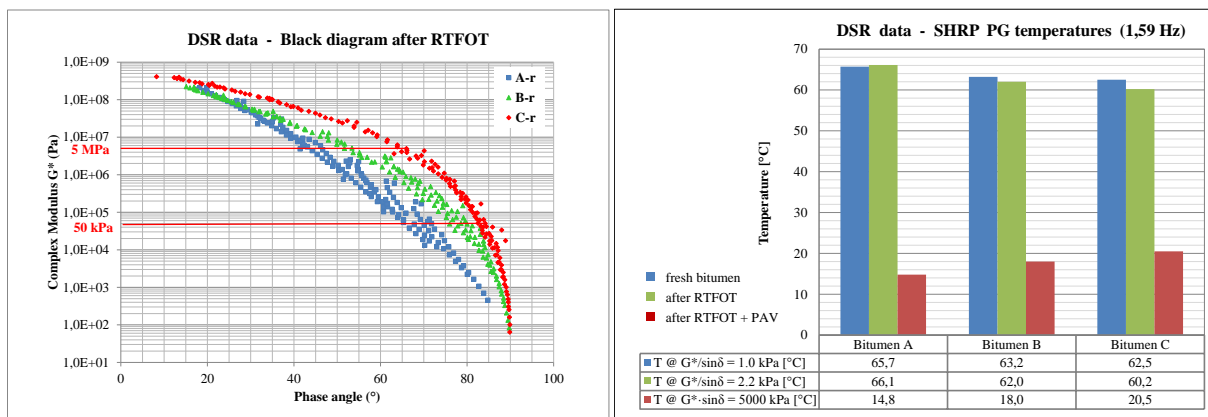 DSR data - Black diagram after RTFOT
1,0E+09
1,0E+08
1,0E+07
5 MPa
1,0E+06
1,0E+05
50 kPa
1,0E+04
1,0E+03
1,0E+02
1,0E+01
Complex Modulus G* (Pa)
A-r
B-r
C-r
0 20 40 60 80 100
Phase angle (°)
DSR data - SHRP PG temperatures (1,59 Hz)
70
60
50
40
30
20
10
0
Temperature [°C]
fresh bitumen
after RTFOT
after RTFOT + PAV
Bitumen A Bitumen B Bitumen C
T @ G*/sinδ = 1.0 kPa [°C] 65,7 63,2 62,5
T @ G*/sinδ = 2.2 kPa [°C] 66,1 62,0 60,2
T @ G*·sinδ = 5000 kPa [°C] 14,8 18,0 20,5